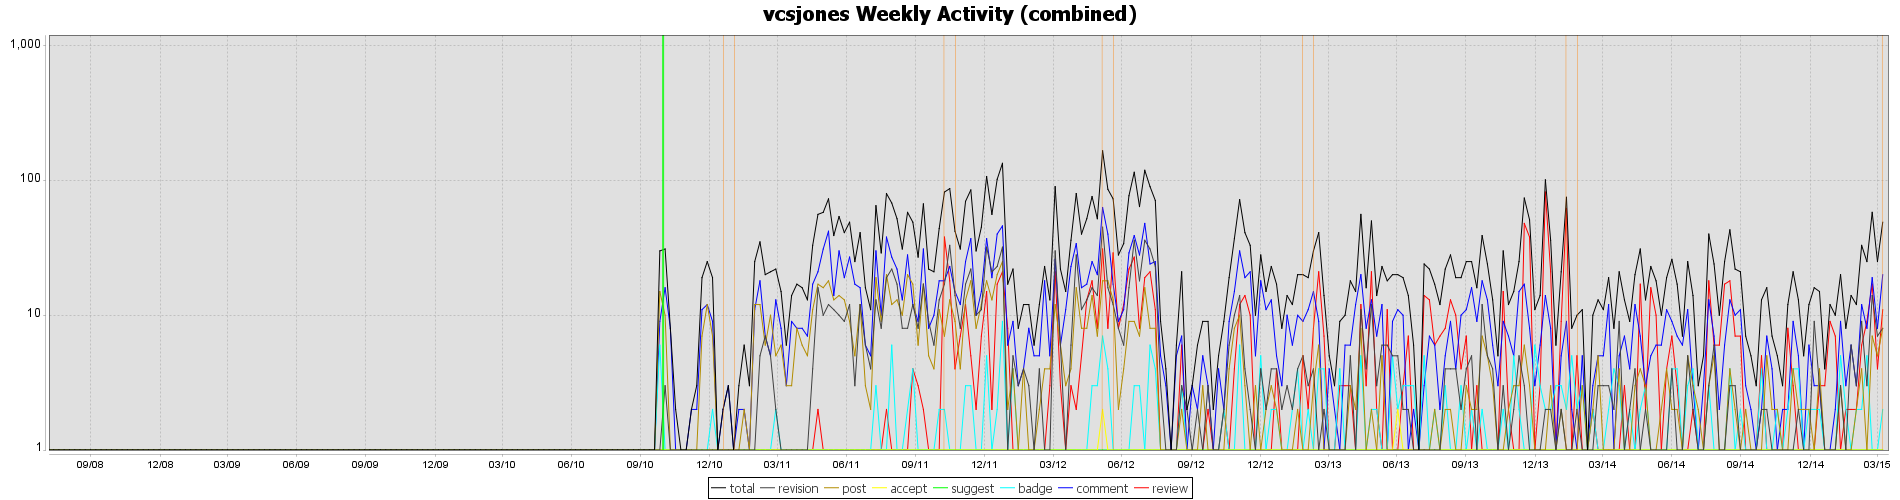 vcsjones Weekly Activity (combined)
1,000
100
10
1
09/08 12/08 03/09 06/09 09/09 12/09 03/10 06/10 09/10 12/10 03/11 06/11 09/11 12/11 03/12 06/12 09/12 12/12 03/13 06/13 09/13 12/13 03/14 06/14 09/14 12/14 03/15
total revision post accept suggest badge comment review